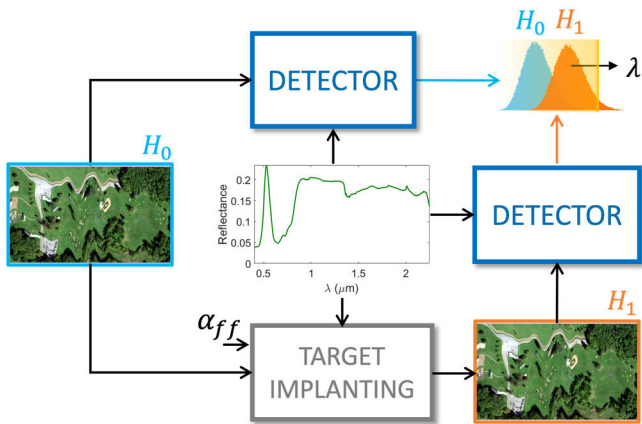 H₀ H₁
DETECTOR
λ
H₀
0.2
0.15
0.1
0.05
0
Reflectance
0.5 1 1.5 2
λ (μm)
DETECTOR
α_ff
TARGET
IMPLANTING
H₁